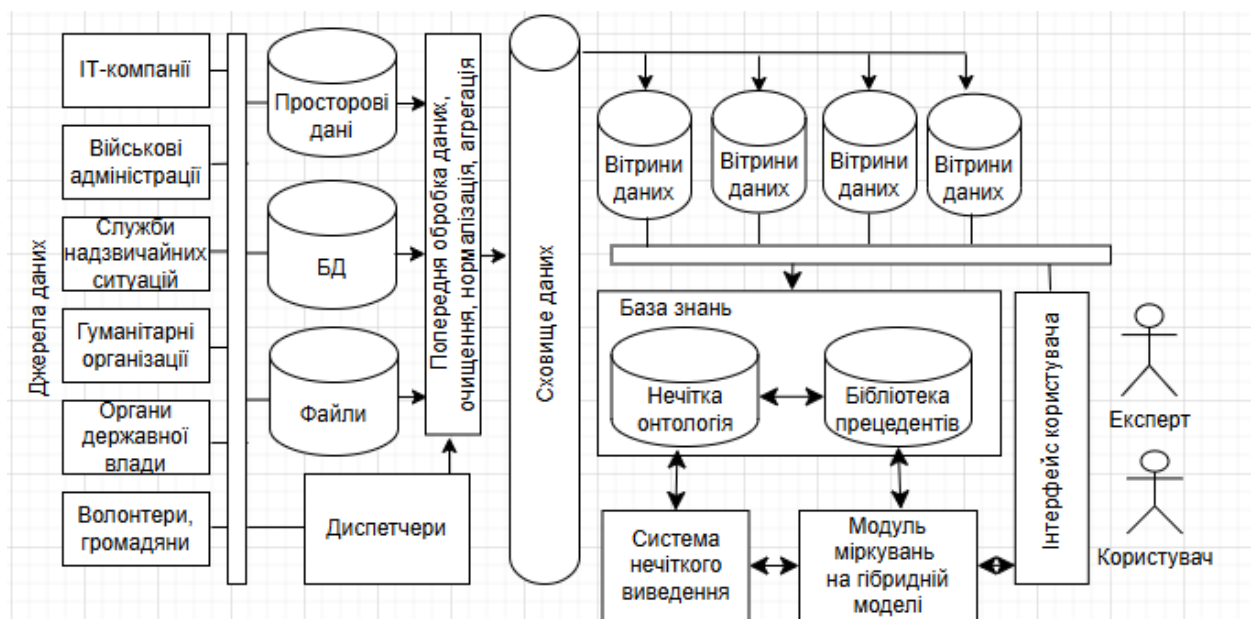 Джерела даних
ІТ-компанії
Військові
адміністрації
Служби
надзвичайних
ситуацій
Гуманітарні
організації
Органи
державної
влади
Волонтери,
громадяни
Просторові
дані
БД
Файли
Диспетчери
Попередня обробка даних,
очищення, нормалізація, агрегація
Сховище даних
Вітрини
даних
Вітрини
даних
Вітрини
даних
Вітрини
даних
База знань
Нечітка
онтологія
Бібліотека
прецедентів
Система
нечіткого
виведення
Модуль
міркувань
на гібридній
моделі
Інтерфейс користувача
Експерт
Користувач